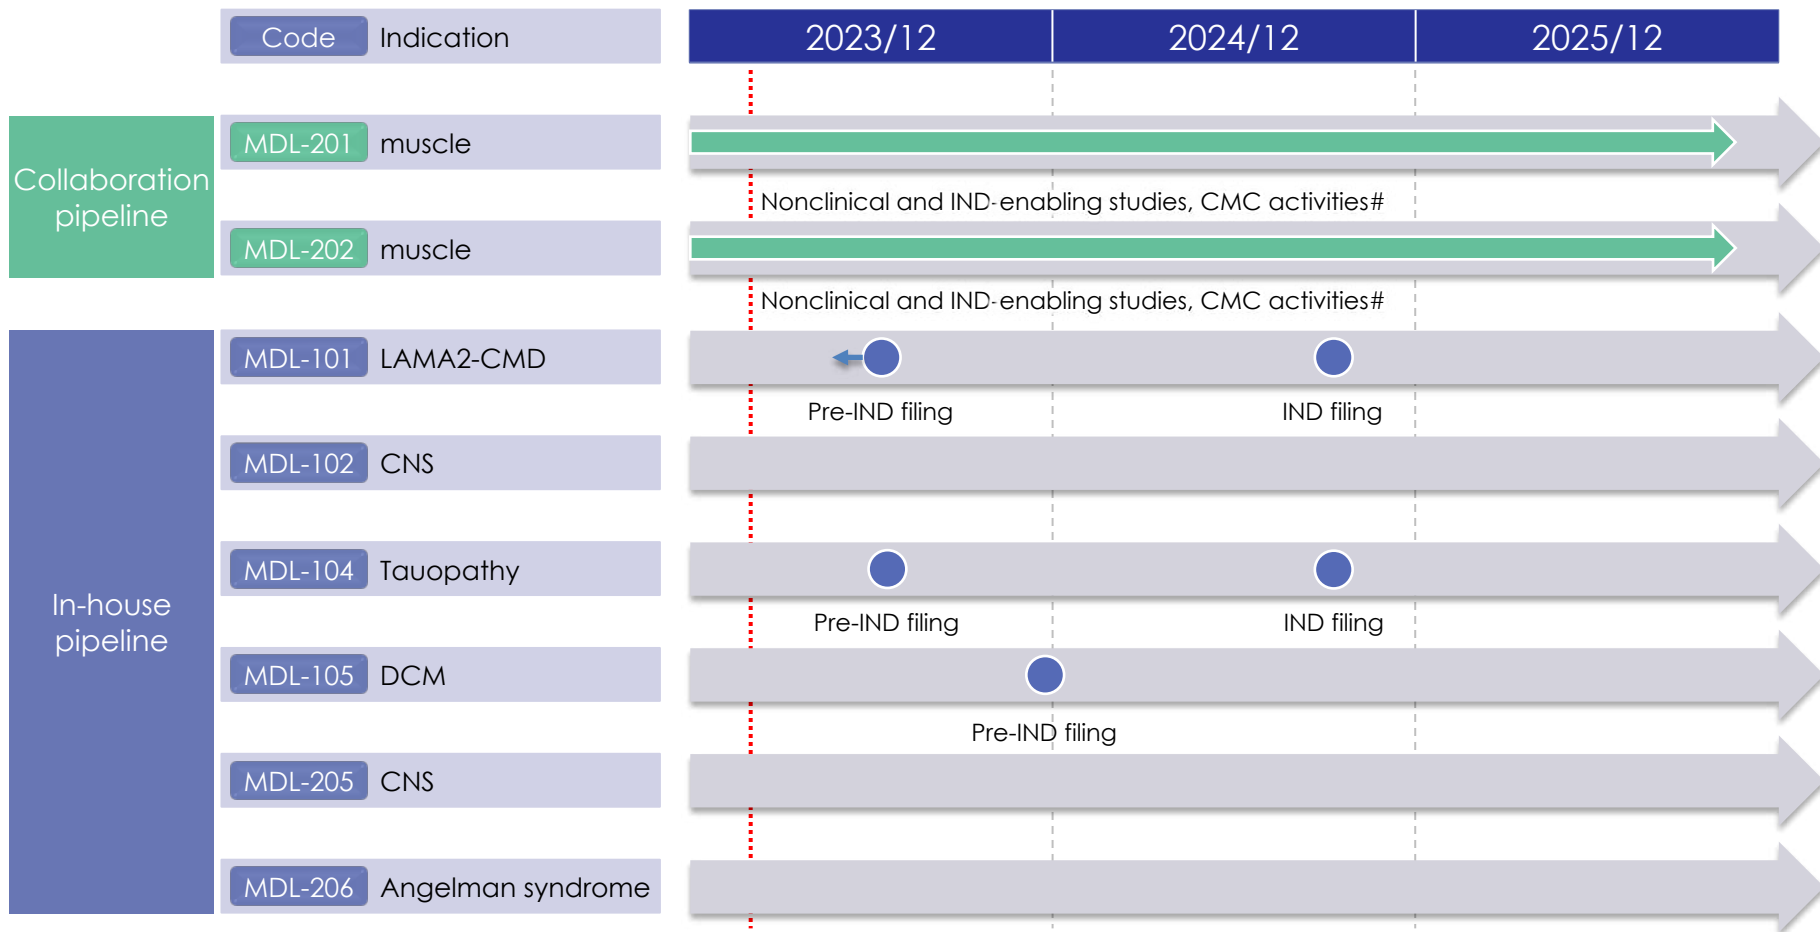 Code Indication 2023/12 2024/12 2025/12
Collaboration
pipeline
MDL-201 muscle
Nonclinical and IND-enabling studies, CMC activities#
MDL-202 muscle
Nonclinical and IND-enabling studies, CMC activities#
In-house
pipeline
MDL-101 LAMA2-CMD
Pre-IND filing IND filing
MDL-102 CNS
MDL-104 Tauopathy
Pre-IND filing IND filing
MDL-105 DCM
Pre-IND filing
MDL-205 CNS
MDL-206 Angelman syndrome